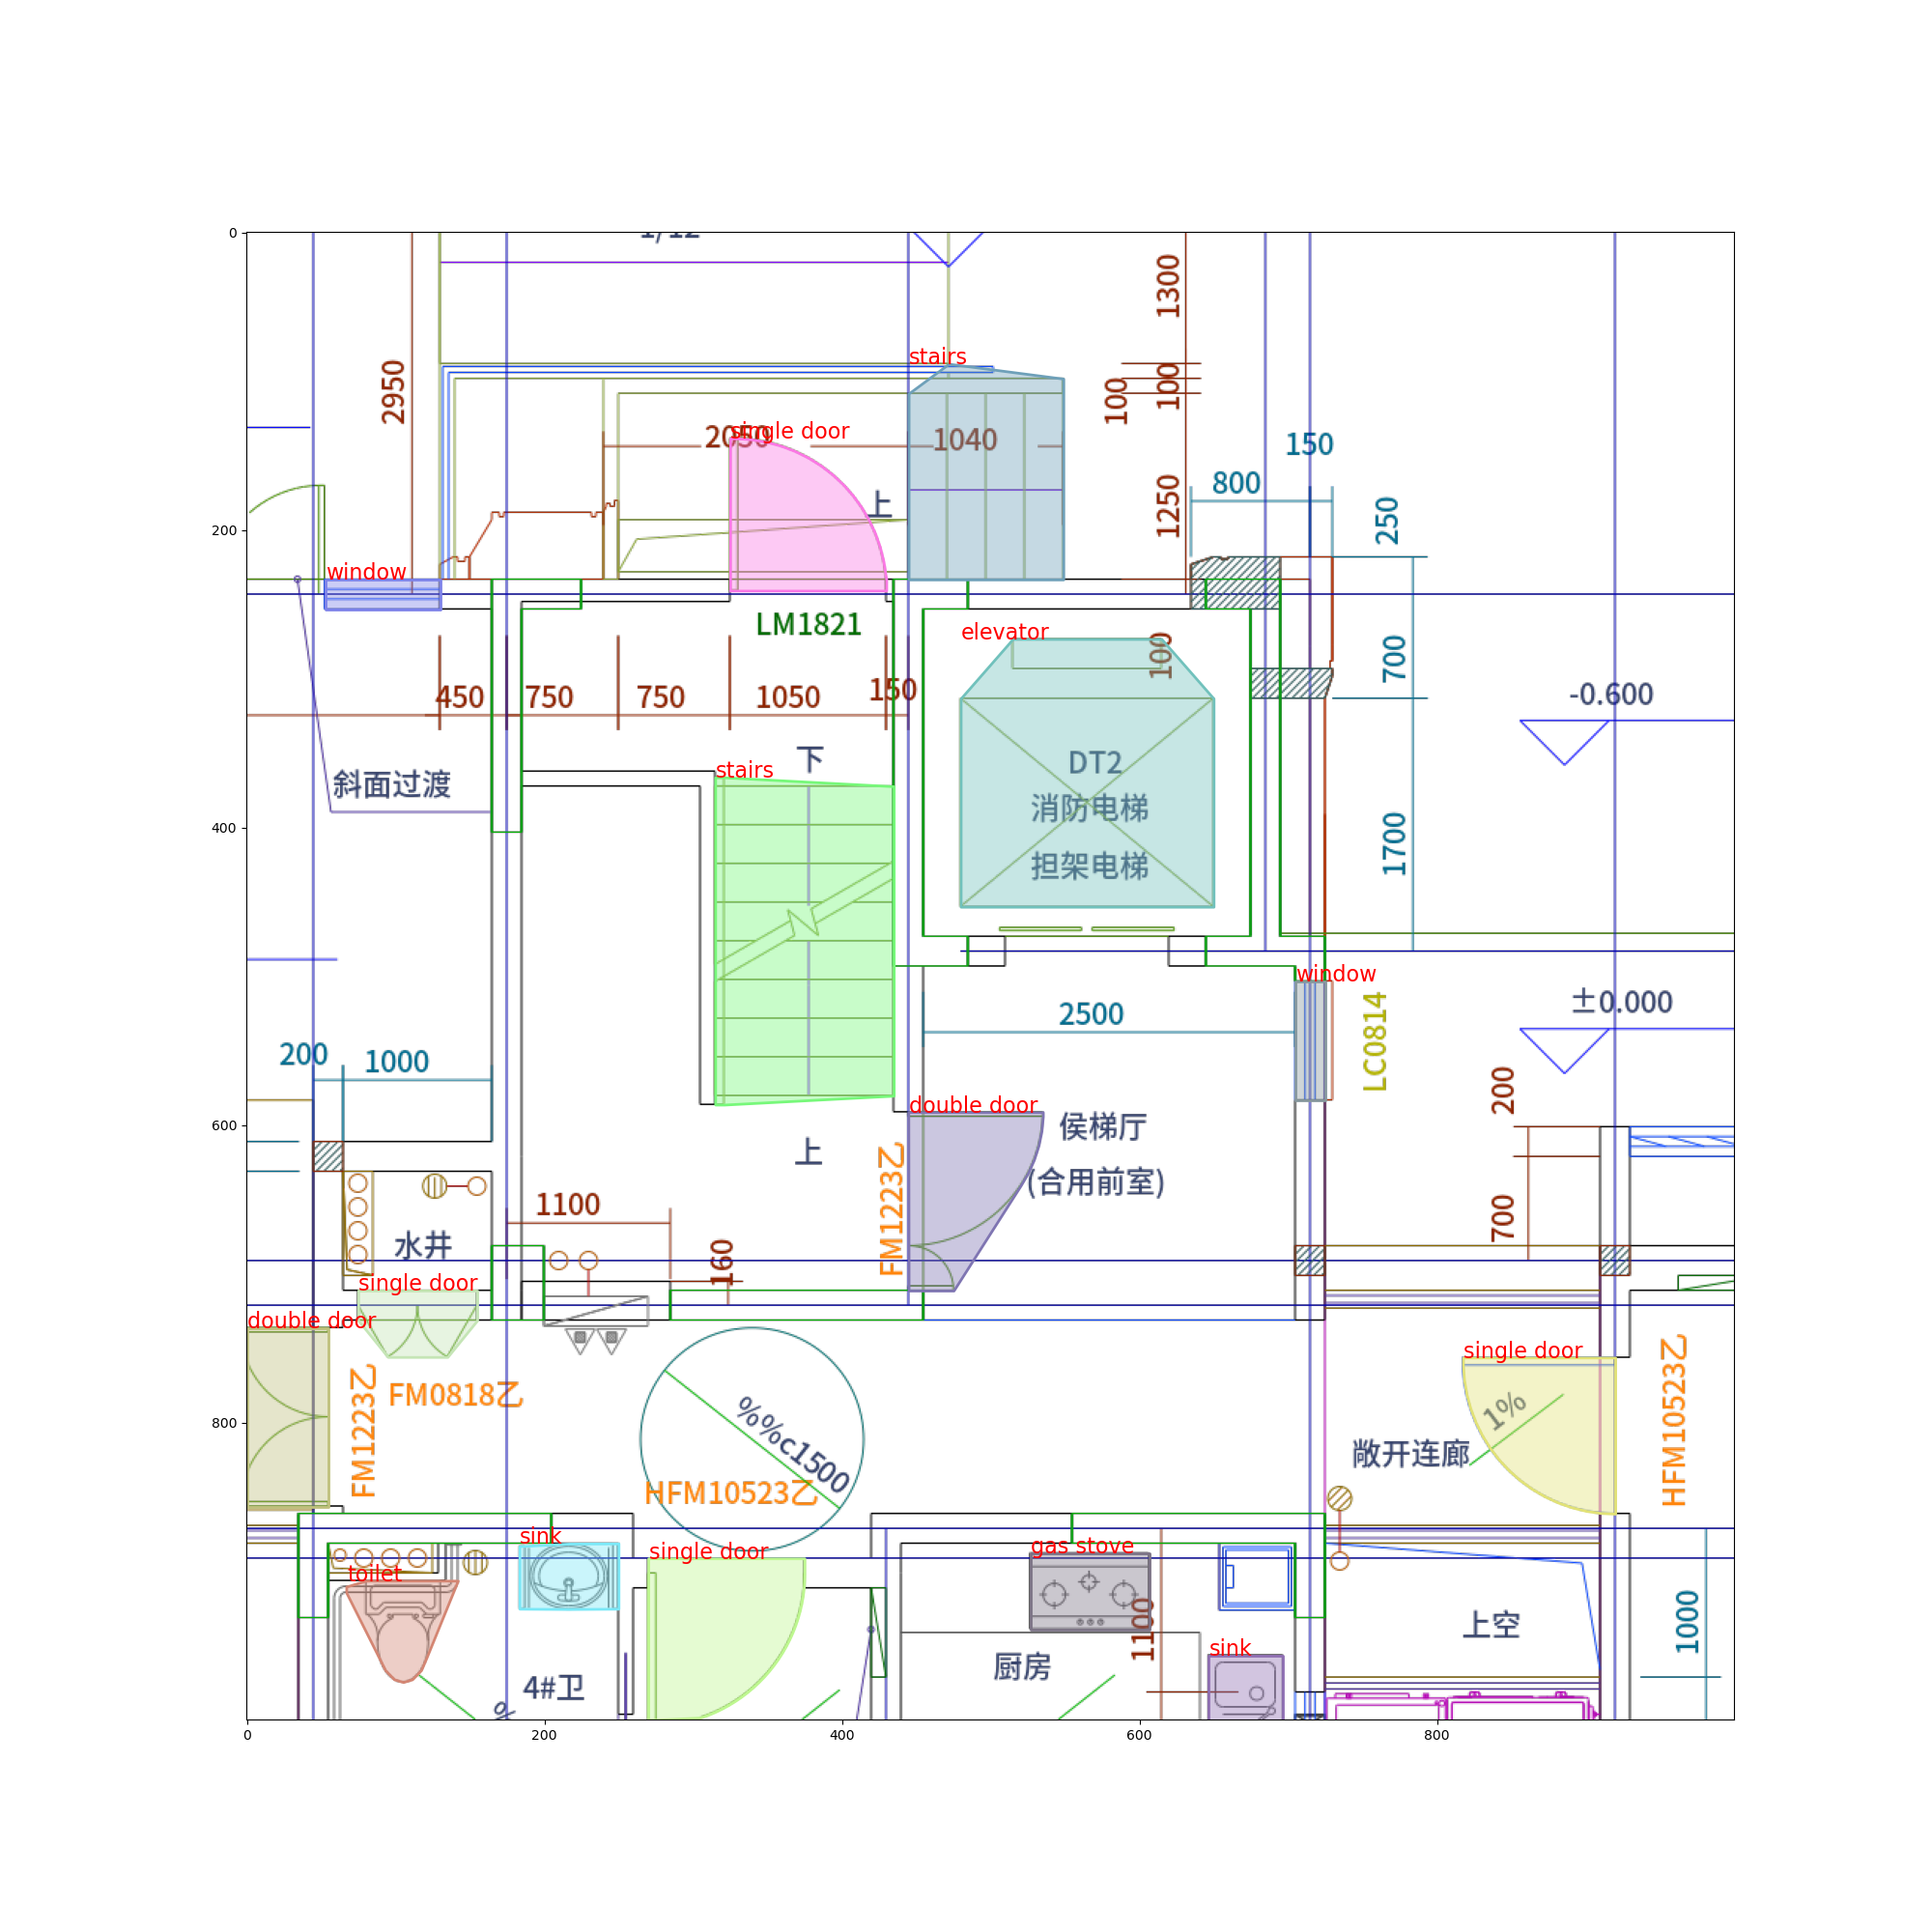 0
200
400
600
800
0
200
400
600
800
1300
2950
stairs
100
100
single door
2050
1040
150
800
上
1250
250
window
LM1821
elevator
100
700
-0.600
450
750
750
1050
150
下
DT2
斜面过渡
stairs
消防电梯
担架电梯
1700
window
2500
±0.000
LC0814
200
1000
double door
侯梯厅
(合用前室)
200
上
FM1223乙
1100
700
水井
160
single door
double door
FM1223乙
FM0818乙
single door
1%
HFM10523乙
%%c1500
敞开连廊
HFM10523乙
sink
single door
gas stove
toilet
1100
上空
1000
sink
厨房
4#卫
%